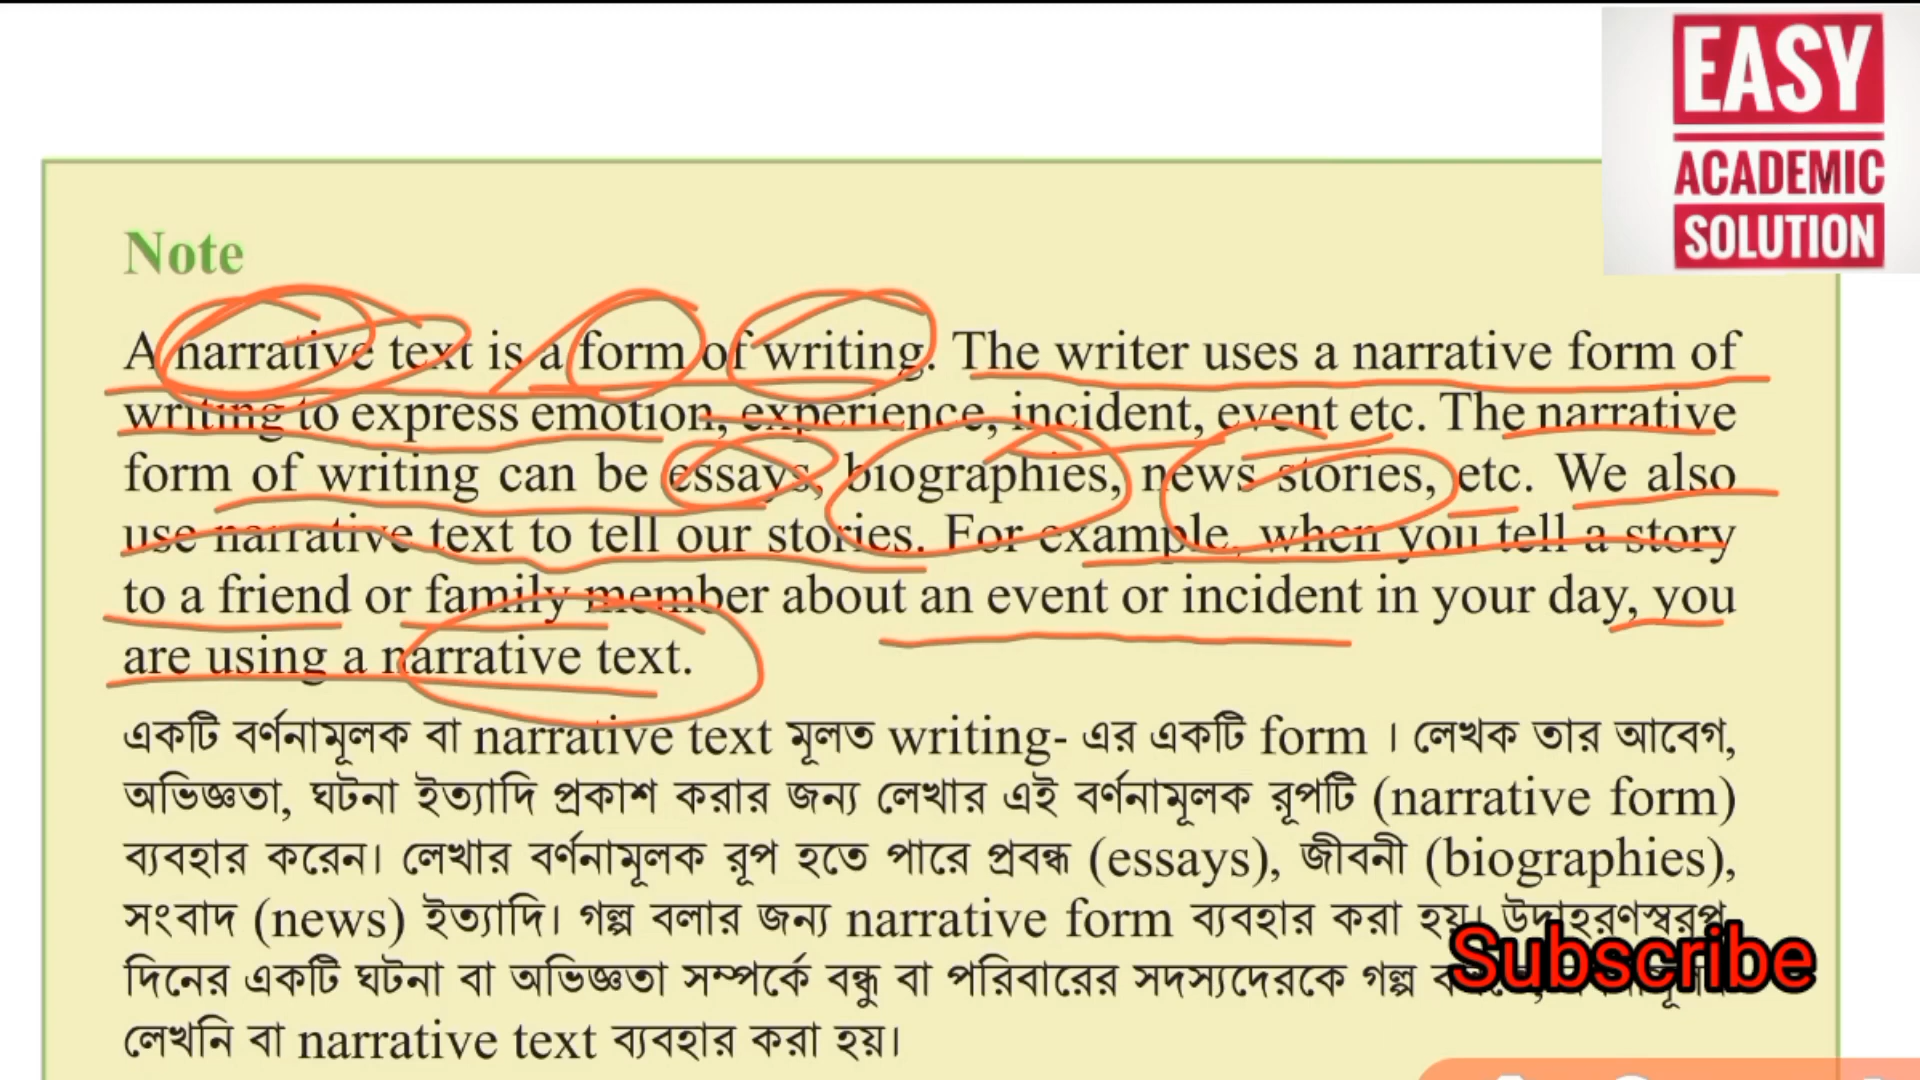 EASY
ACADEMIC
SOLUTION
Note
A narrative text is a form of writing. The writer uses a narrative form of
writing to express emotion, experience, incident, event etc. The narrative
form of writing can be essays, biographies, news stories, etc. We also
use narrative text to tell our stories. For example, when you tell a story
to a friend or family member about an event or incident in your day, you
are using a narrative text.
একটি বর্ণনামূলক বা narrative text মূলত writing- এর একটি form । লেখক তার আবেগ,
অভিজ্ঞতা, ঘটনা ইত্যাদি প্রকাশ করার জন্য লেখার এই বর্ণনামূলক রূপটি (narrative form)
ব্যবহার করেন। লেখার বর্ণনামূলক রূপ হতে পারে প্রবন্ধ (essays), জীবনী (biographies),
সংবাদ (news) ইত্যাদি। গল্প বলার জন্য narrative form ব্যবহার করা হয়। উদাহরণস্বরূপ
দিনের একটি ঘটনা বা অভিজ্ঞতা সম্পর্কে বন্ধু বা পরিবারের সদস্যদেরকে গল্প
Subscribe
লেখনি বা narrative text ব্যবহার করা হয়।